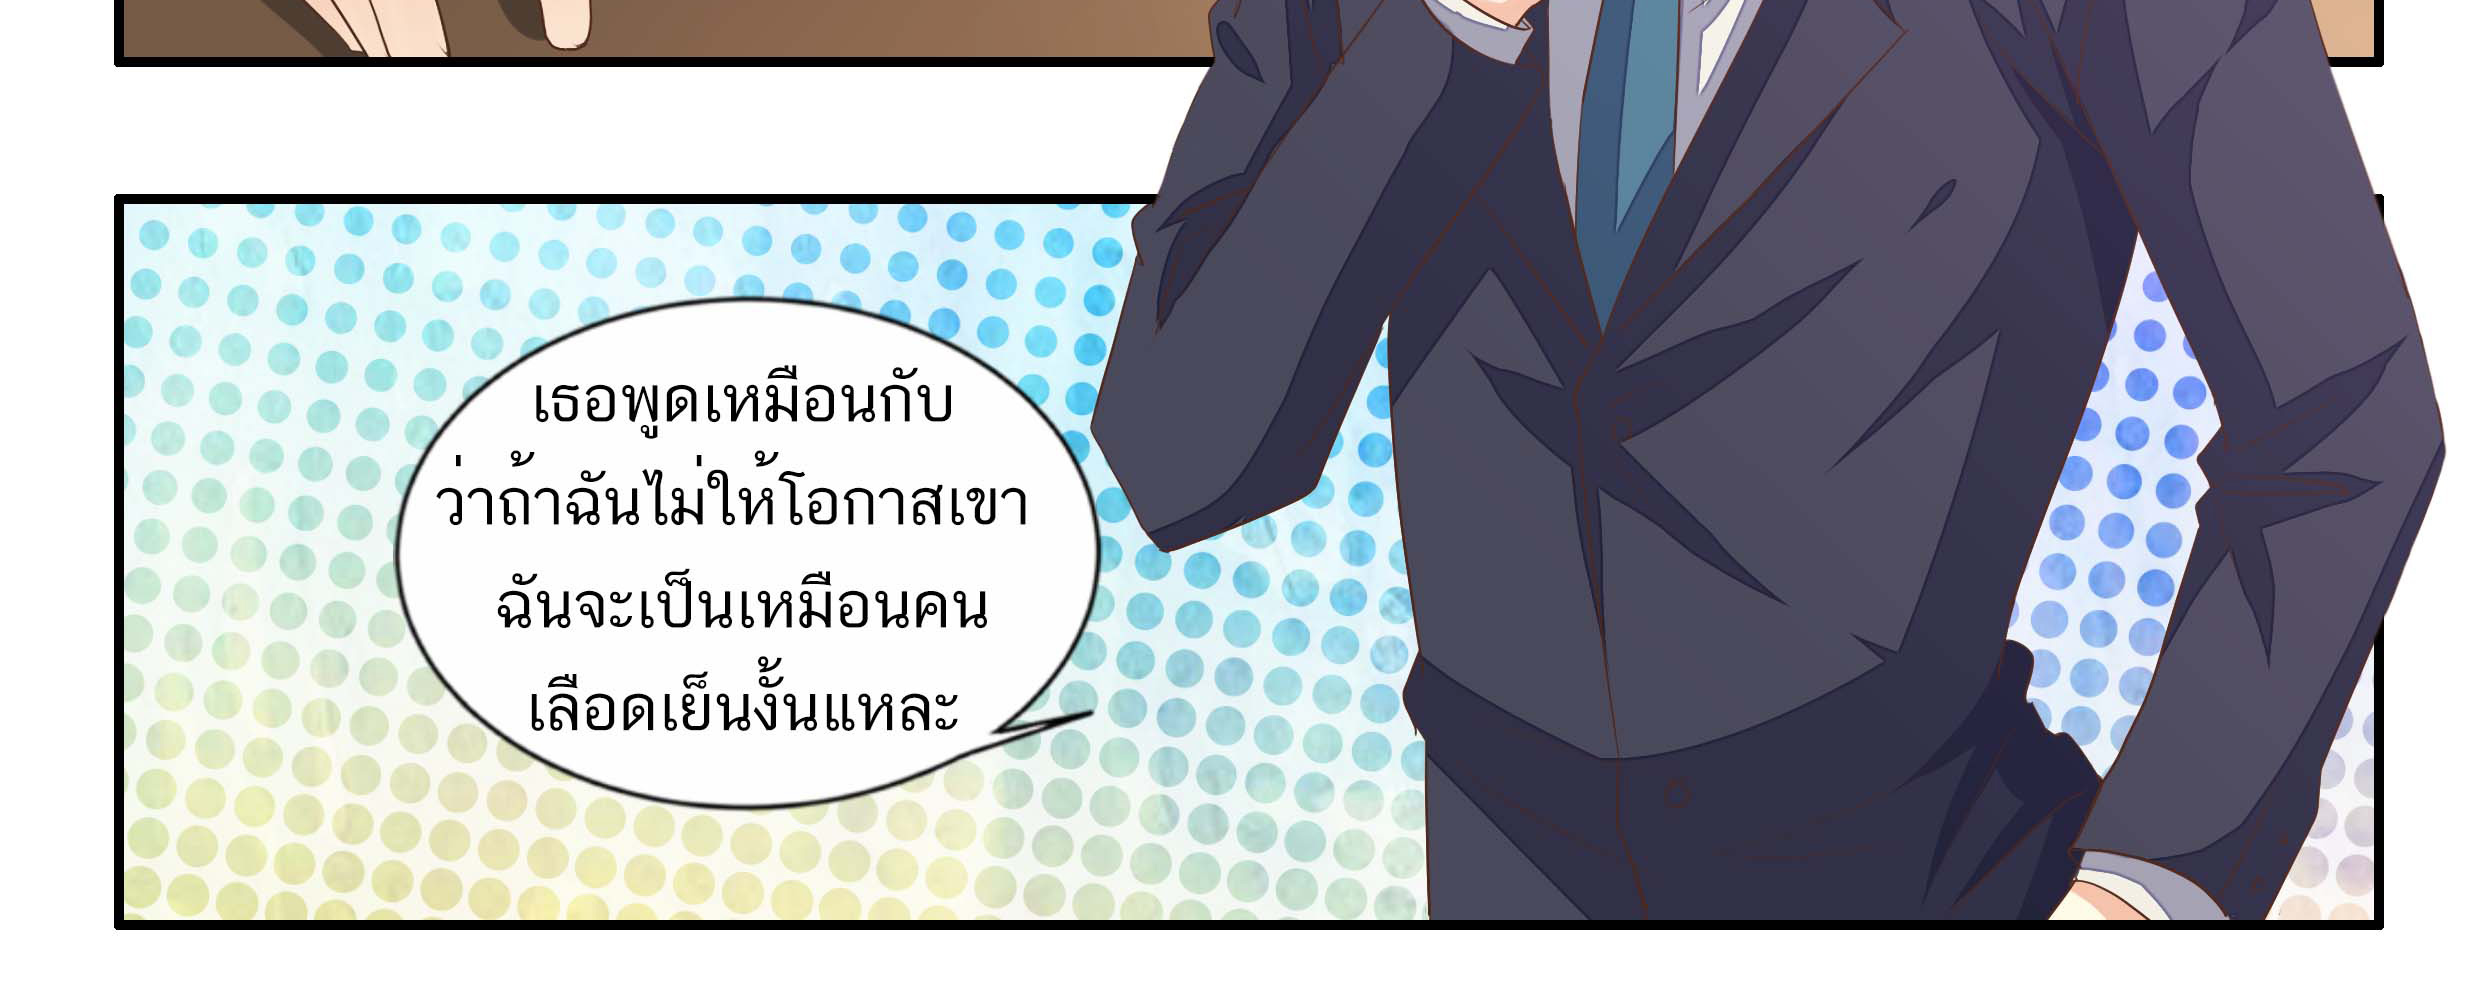 เธอพูดเหมือนกับ
ว่าถ้าฉันไม่ให้โอกาสเขา
ฉันจะเป็นเหมือนคน
เลือดเย็นงั้นแหละ